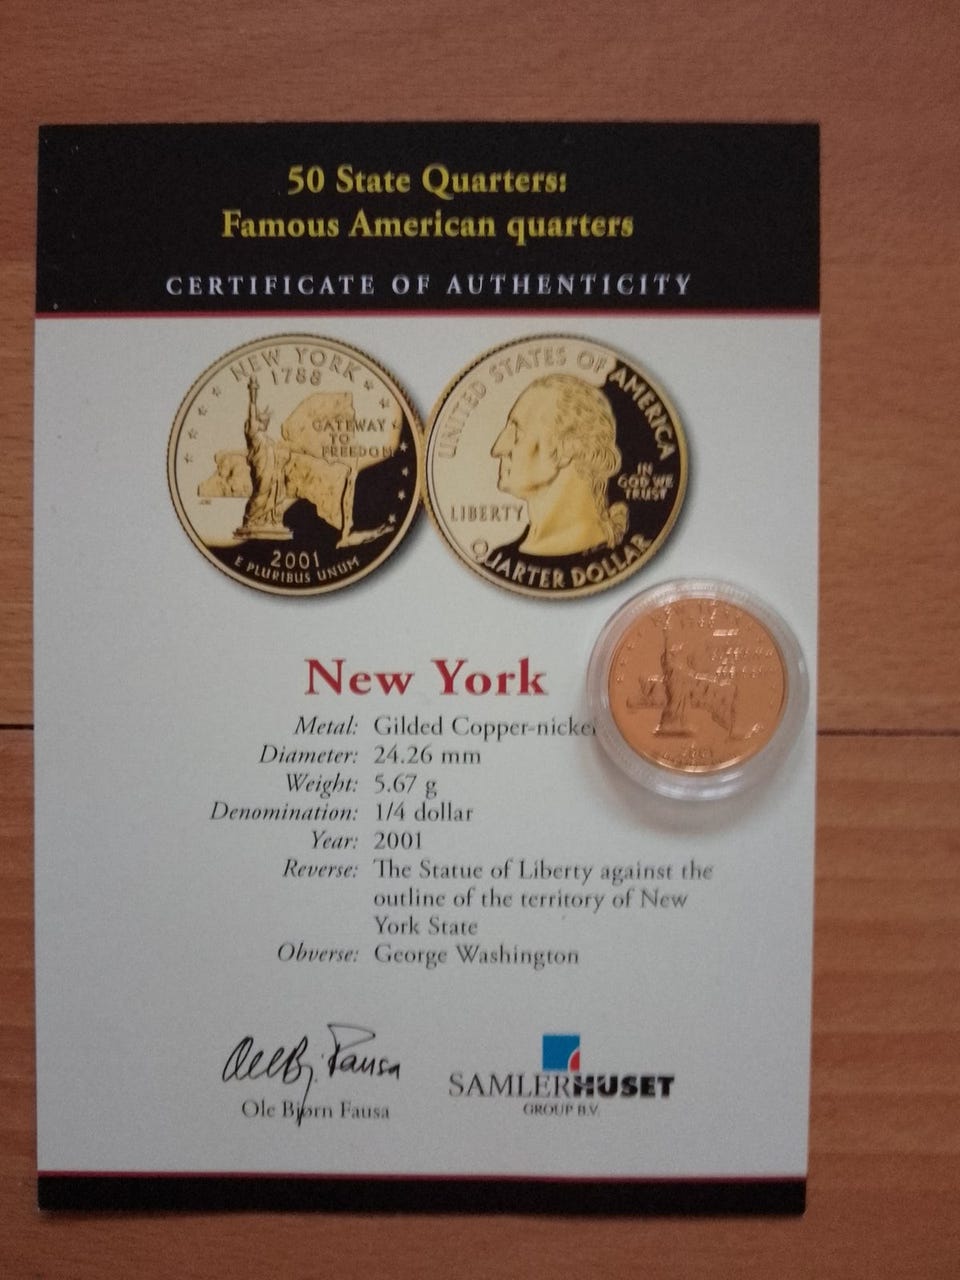 50 State Quarters:
Famous American quarters
CERTIFICATE OF AUTHENTICITY
NEW YORK
1788
GATEWAY
TO
FREEDOM
2001
E PLURIBUS UNUM
UNITED STATES OF AMERICA
IN
GOD WE
TRUST
LIBERTY
QUARTER DOLLAR
New York
Metal: Gilded Copper-nickel
Diameter: 24.26 mm
Weight: 5.67 g
Denomination: 1/4 dollar
Year: 2001
Reverse: The Statue of Liberty against the
outline of the territory of New
York State
Obverse: George Washington
Ole Bjørn Fausa
SAMLERHUSET
GROUP B.V.
2001